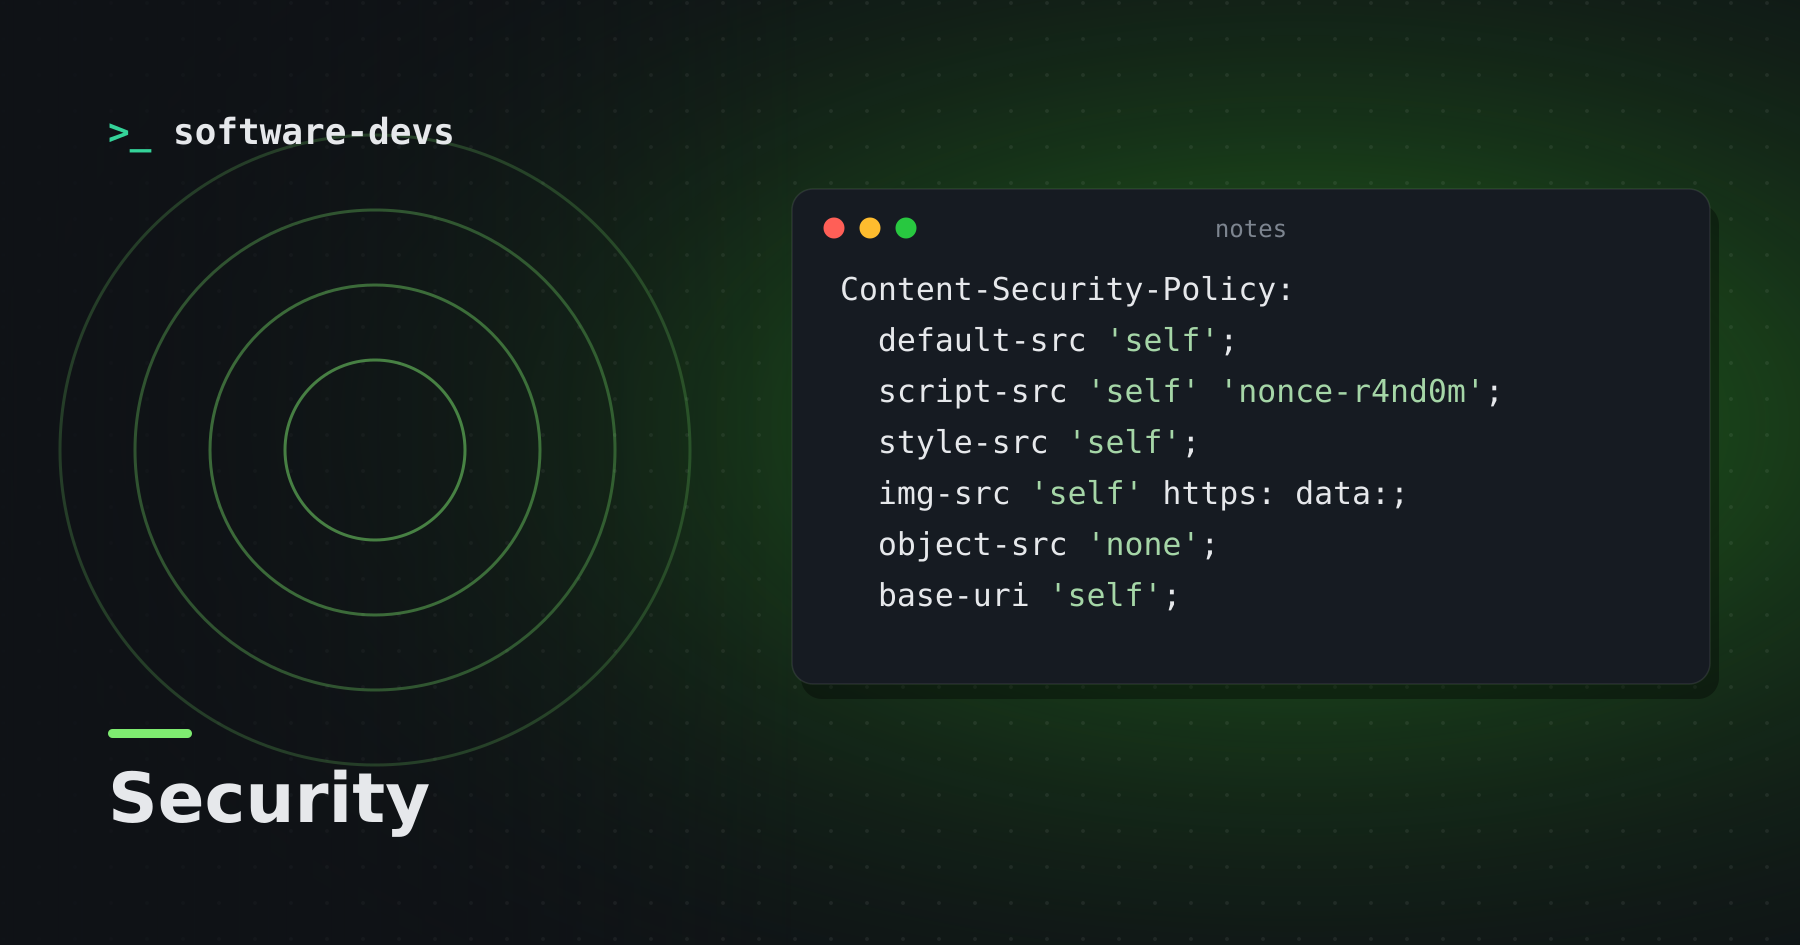 >_ software-devs
notes
Content-Security-Policy:
  default-src 'self';
  script-src 'self' 'nonce-r4nd0m';
  style-src 'self';
  img-src 'self' https: data:;
  object-src 'none';
  base-uri 'self';
Security